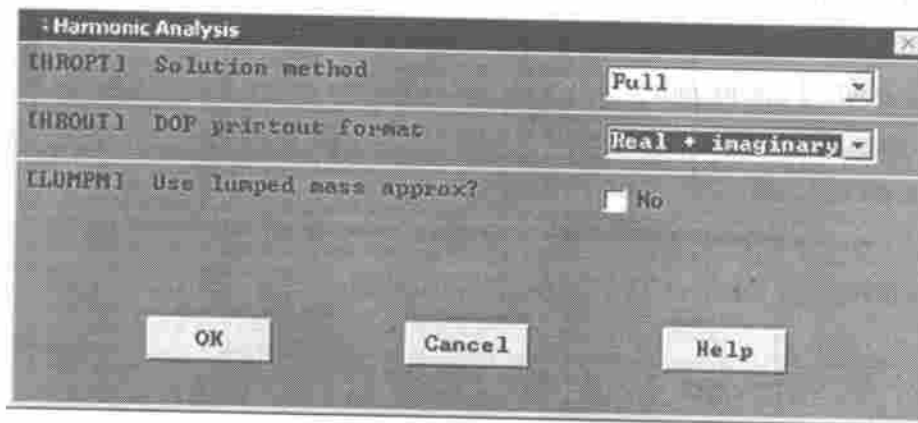 Harmonic Analysis
[HROPT] Solution method
Full
[HROUT] DOF printout format
Real + imaginary
[LUMPM] Use lumped mass approx?
No
OK
Cancel
Help